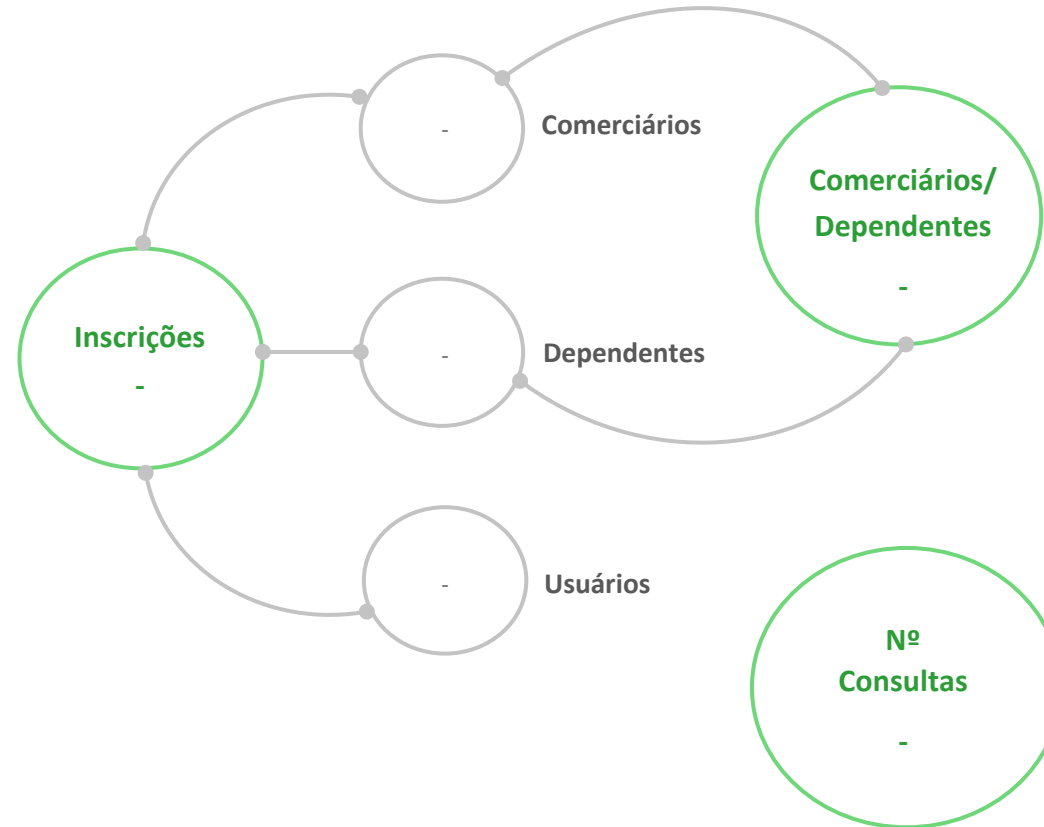 -
Comerciários
Comerciários/
Dependentes
-
Inscrições
-
-
Dependentes
-
Usuários
Nº
Consultas
-